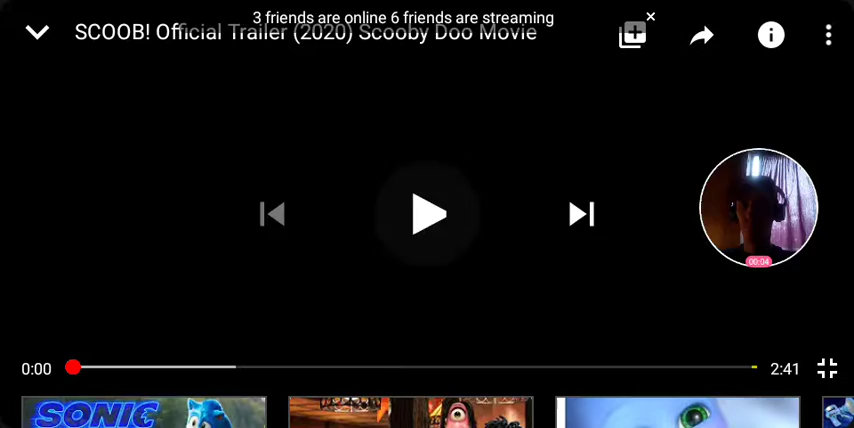 3 friends are online 6 friends are streaming
SCOOB! Official Trailer (2020) Scooby Doo Movie
00:04
0:00
2:41
SONIC